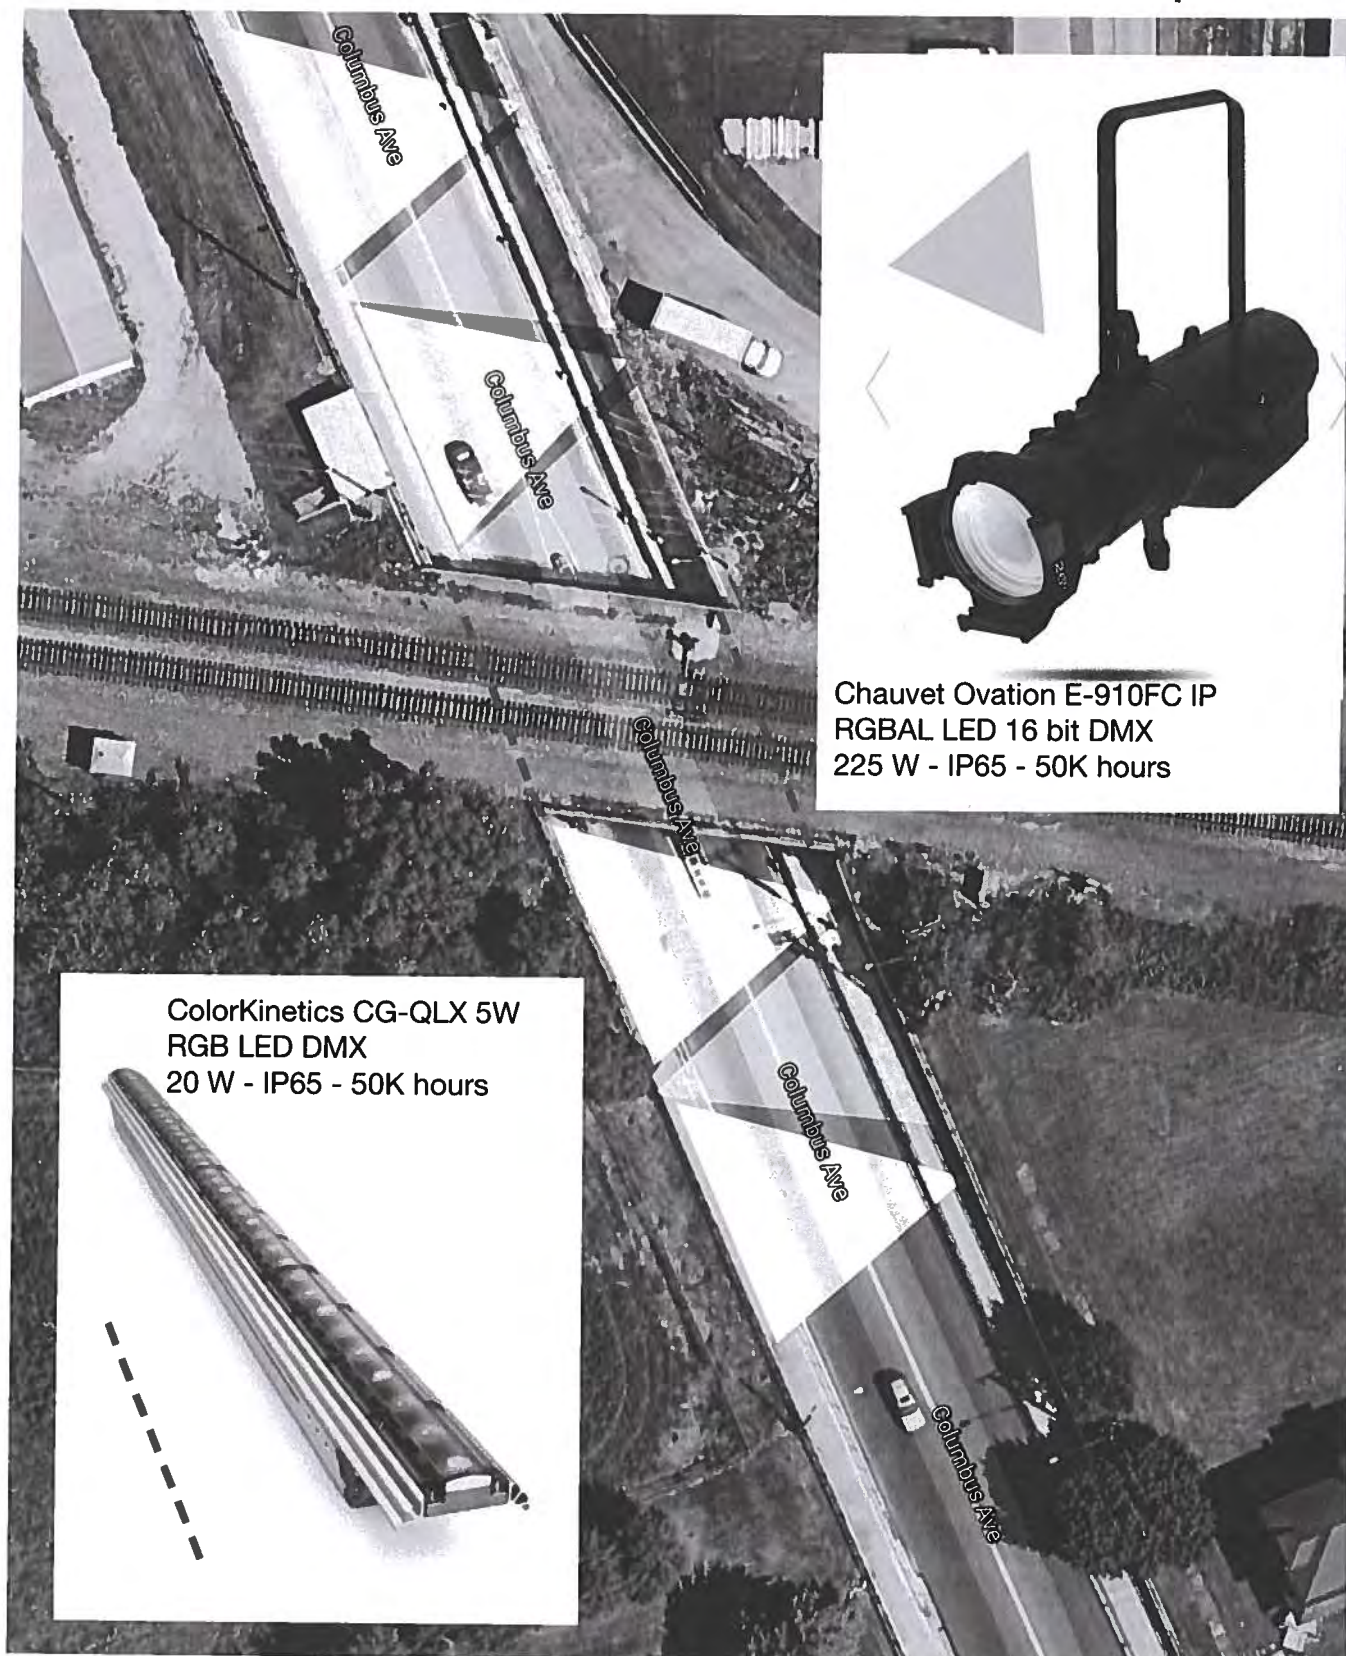 Columbus Ave
Columbus Ave
Chauvet Ovation E-910FC IP
RGBAL LED 16 bit DMX
225 W - IP65 - 50K hours
Columbus Ave
ColorKinetics CG-QLX 5W
RGB LED DMX
20 W - IP65 - 50K hours
Columbus Ave
Columbus Ave